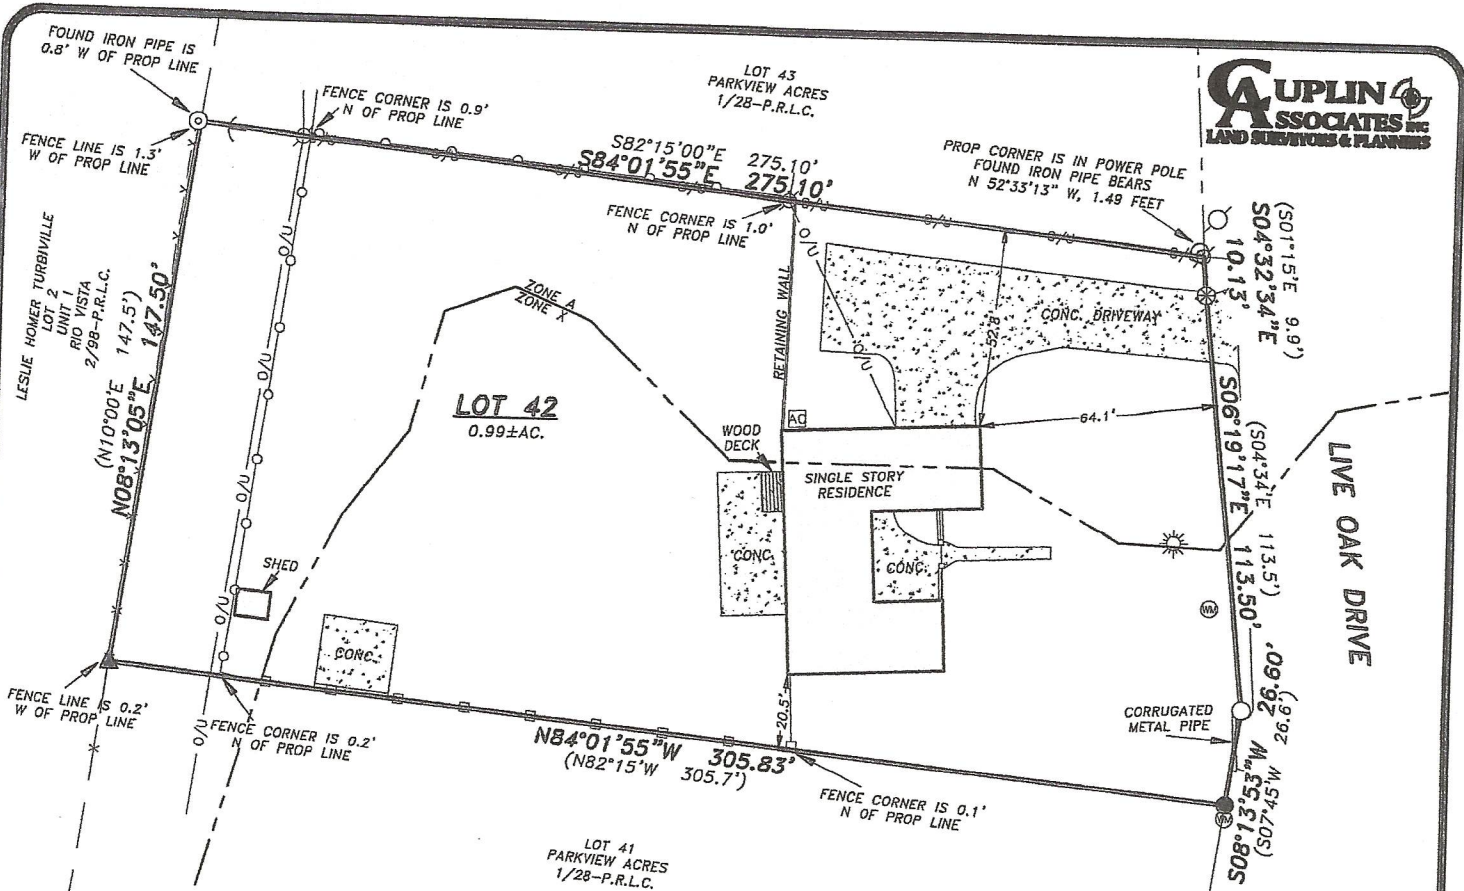 FOUND IRON PIPE IS
0.8' W OF PROP LINE
FENCE CORNER IS 0.9'
N OF PROP LINE
LOT 43
PARKVIEW ACRES
1/28-P.R.L.C.
CUPLIN
ASSOCIATES INC
LAND SURVEYORS & PLANNERS
FENCE LINE IS 1.3'
W OF PROP LINE
S82°15'00"E 275.10'
S84°01'55"E 275.10'
PROP CORNER IS IN POWER POLE
FOUND IRON PIPE BEARS
N 52°33'13" W, 1.49 FEET
FENCE CORNER IS 1.0'
N OF PROP LINE
(S01°15'E 9.9')
S04°32'34"E
10.13'
LESLIE HOMER TURBIVILLE
LOT 2
UNIT 1
RIO VISTA
2/98-P.R.L.C.
(N10°00'E 147.5')
N08°13'05"E 147.50'
O/U
O/U
O/U
O/U
O/U
O/U
O/U
ZONE A
ZONE X
RETAINING WALL
CONC. DRIVEWAY
52.8'
LOT 42
0.99±AC.
AC
64.1'
WOOD
DECK
SINGLE STORY
RESIDENCE
CONC.
CONC.
S06°19'17"E 113.50'
(S04°34'E 113.5')
LIVE OAK DRIVE
SHED
CONC.
WM
FENCE LINE IS 0.2'
W OF PROP LINE
FENCE CORNER IS 0.2'
N OF PROP LINE
20.5'
N84°01'55"W 305.83'
(N82°15'W 305.7')
CORRUGATED
METAL PIPE
S08°13'53"W 26.09'
(S07°45'W 26.9')
WM
FENCE CORNER IS 0.1'
N OF PROP LINE
LOT 41
PARKVIEW ACRES
1/28-P.R.L.C.